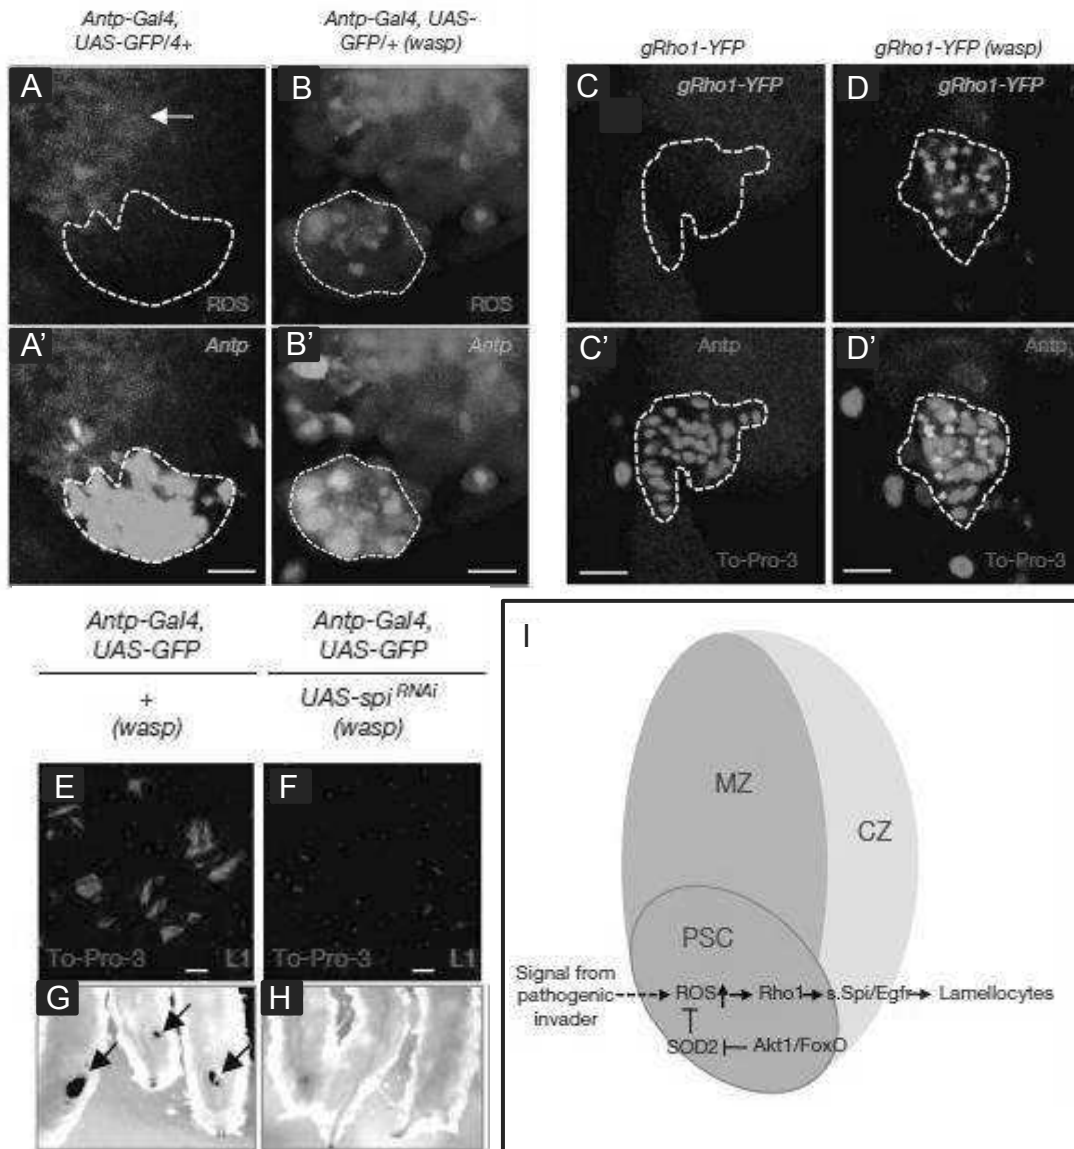 Antp-Gal4,
UAS-GFP/4+
Antp-Gal4, UAS-
GFP/+ (wasp)
gRho1-YFP
gRho1-YFP (wasp)
A
B
C
gRho1-YFP
D
gRho1-YFP
ROS
ROS
A'
Antp
B'
Antp
C'
Antp
D'
Antp
To-Pro-3
To-Pro-3
Antp-Gal4,
UAS-GFP
+
(wasp)
Antp-Gal4,
UAS-GFP
UAS-spi RNAi
(wasp)
E
F
To-Pro-3
L1
To-Pro-3
L1
G
H
I
MZ
CZ
PSC
Signal from
pathogenic
invader
ROS
Rho1
s.Spi/Egfr
Lamellocytes
SOD2
Akt1/FoxO